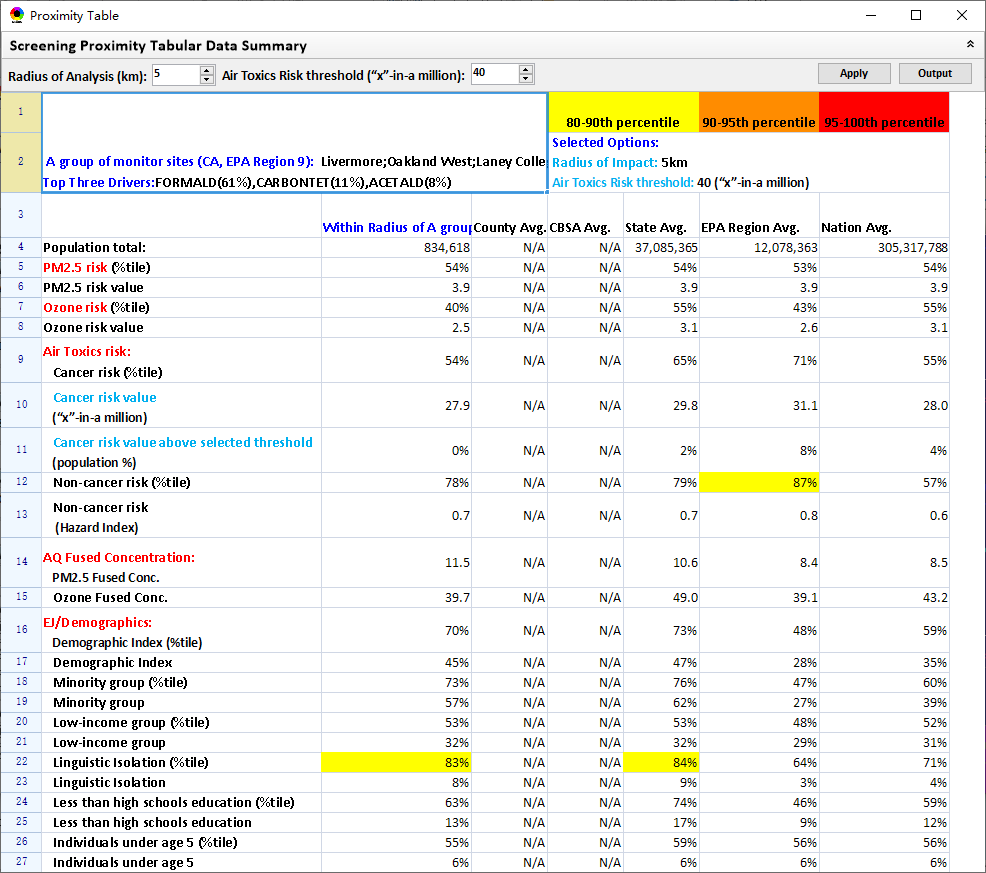 Proximity Table
Screening Proximity Tabular Data Summary
Radius of Analysis (km): 5 Air Toxics Risk threshold (“x”-in-a million): 40 Apply Output
1 80-90th percentile 90-95th percentile 95-100th percentile
Selected Options:
2 A group of monitor sites (CA, EPA Region 9): Livermore;Oakland West;Laney Colle Radius of Impact: 5km
Top Three Drivers:FORMALD(61%),CARBONTET(11%),ACETALD(8%) Air Toxics Risk threshold: 40 (“x”-in-a million)
3 Within Radius of A group County Avg. CBSA Avg. State Avg. EPA Region Avg. Nation Avg.
4 Population total: 834,618 N/A N/A 37,085,365 12,078,363 305,317,788
5 PM2.5 risk (%tile) 54% N/A N/A 54% 53% 54%
6 PM2.5 risk value 3.9 N/A N/A 3.9 3.9 3.9
7 Ozone risk (%tile) 40% N/A N/A 55% 43% 55%
8 Ozone risk value 2.5 N/A N/A 3.1 2.6 3.1
9 Air Toxics risk:
Cancer risk (%tile) 54% N/A N/A 65% 71% 55%
10 Cancer risk value
(“x”-in-a million) 27.9 N/A N/A 29.8 31.1 28.0
11 Cancer risk value above selected threshold
(population %) 0% N/A N/A 2% 8% 4%
12 Non-cancer risk (%tile) 78% N/A N/A 79% 87% 57%
13 Non-cancer risk
(Hazard Index) 0.7 N/A N/A 0.7 0.8 0.6
14 AQ Fused Concentration:
PM2.5 Fused Conc. 11.5 N/A N/A 10.6 8.4 8.5
15 Ozone Fused Conc. 39.7 N/A N/A 49.0 39.1 43.2
16 EJ/Demographics:
Demographic Index (%tile) 70% N/A N/A 73% 48% 59%
17 Demographic Index 45% N/A N/A 47% 28% 35%
18 Minority group (%tile) 73% N/A N/A 76% 47% 60%
19 Minority group 57% N/A N/A 62% 27% 39%
20 Low-income group (%tile) 53% N/A N/A 53% 48% 52%
21 Low-income group 32% N/A N/A 32% 29% 31%
22 Linguistic Isolation (%tile) 83% N/A N/A 84% 64% 71%
23 Linguistic Isolation 8% N/A N/A 9% 3% 4%
24 Less than high schools education (%tile) 63% N/A N/A 74% 46% 59%
25 Less than high schools education 13% N/A N/A 17% 9% 12%
26 Individuals under age 5 (%tile) 55% N/A N/A 59% 56% 56%
27 Individuals under age 5 6% N/A N/A 6% 6% 6%